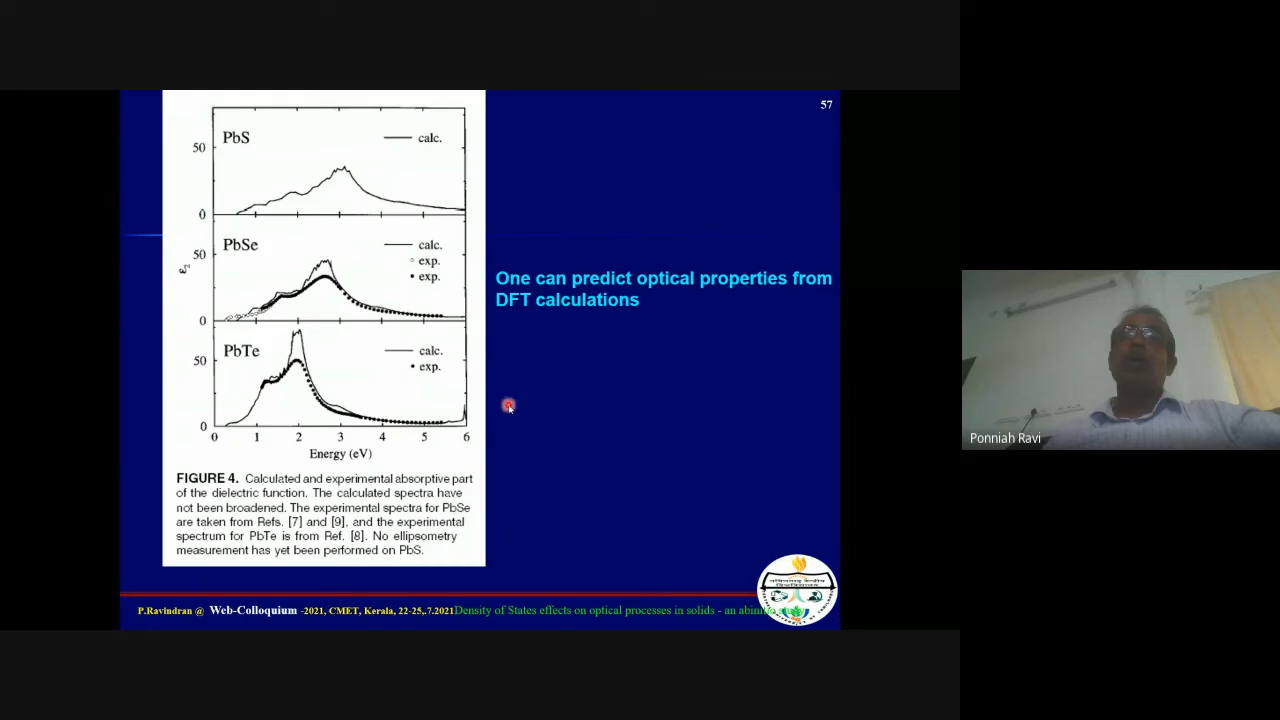 57
PbS
calc.
50
0
PbSe
calc.
exp.
exp.
50
0
ε2
PbTe
calc.
exp.
50
0
0 1 2 3 4 5 6
Energy (eV)
FIGURE 4. Calculated and experimental absorptive part
of the dielectric function. The calculated spectra have
not been broadened. The experimental spectra for PbSe
are taken from Refs. [7] and [9], and the experimental
spectrum for PbTe is from Ref. [8]. No ellipsometry
measurement has yet been performed on PbS.
One can predict optical properties from
DFT calculations
Ponniah Ravi
P.Ravindran @ Web-Colloquium -2021, CMET, Kerala, 22-25,.7.2021Density of States effects on optical processes in solids - an